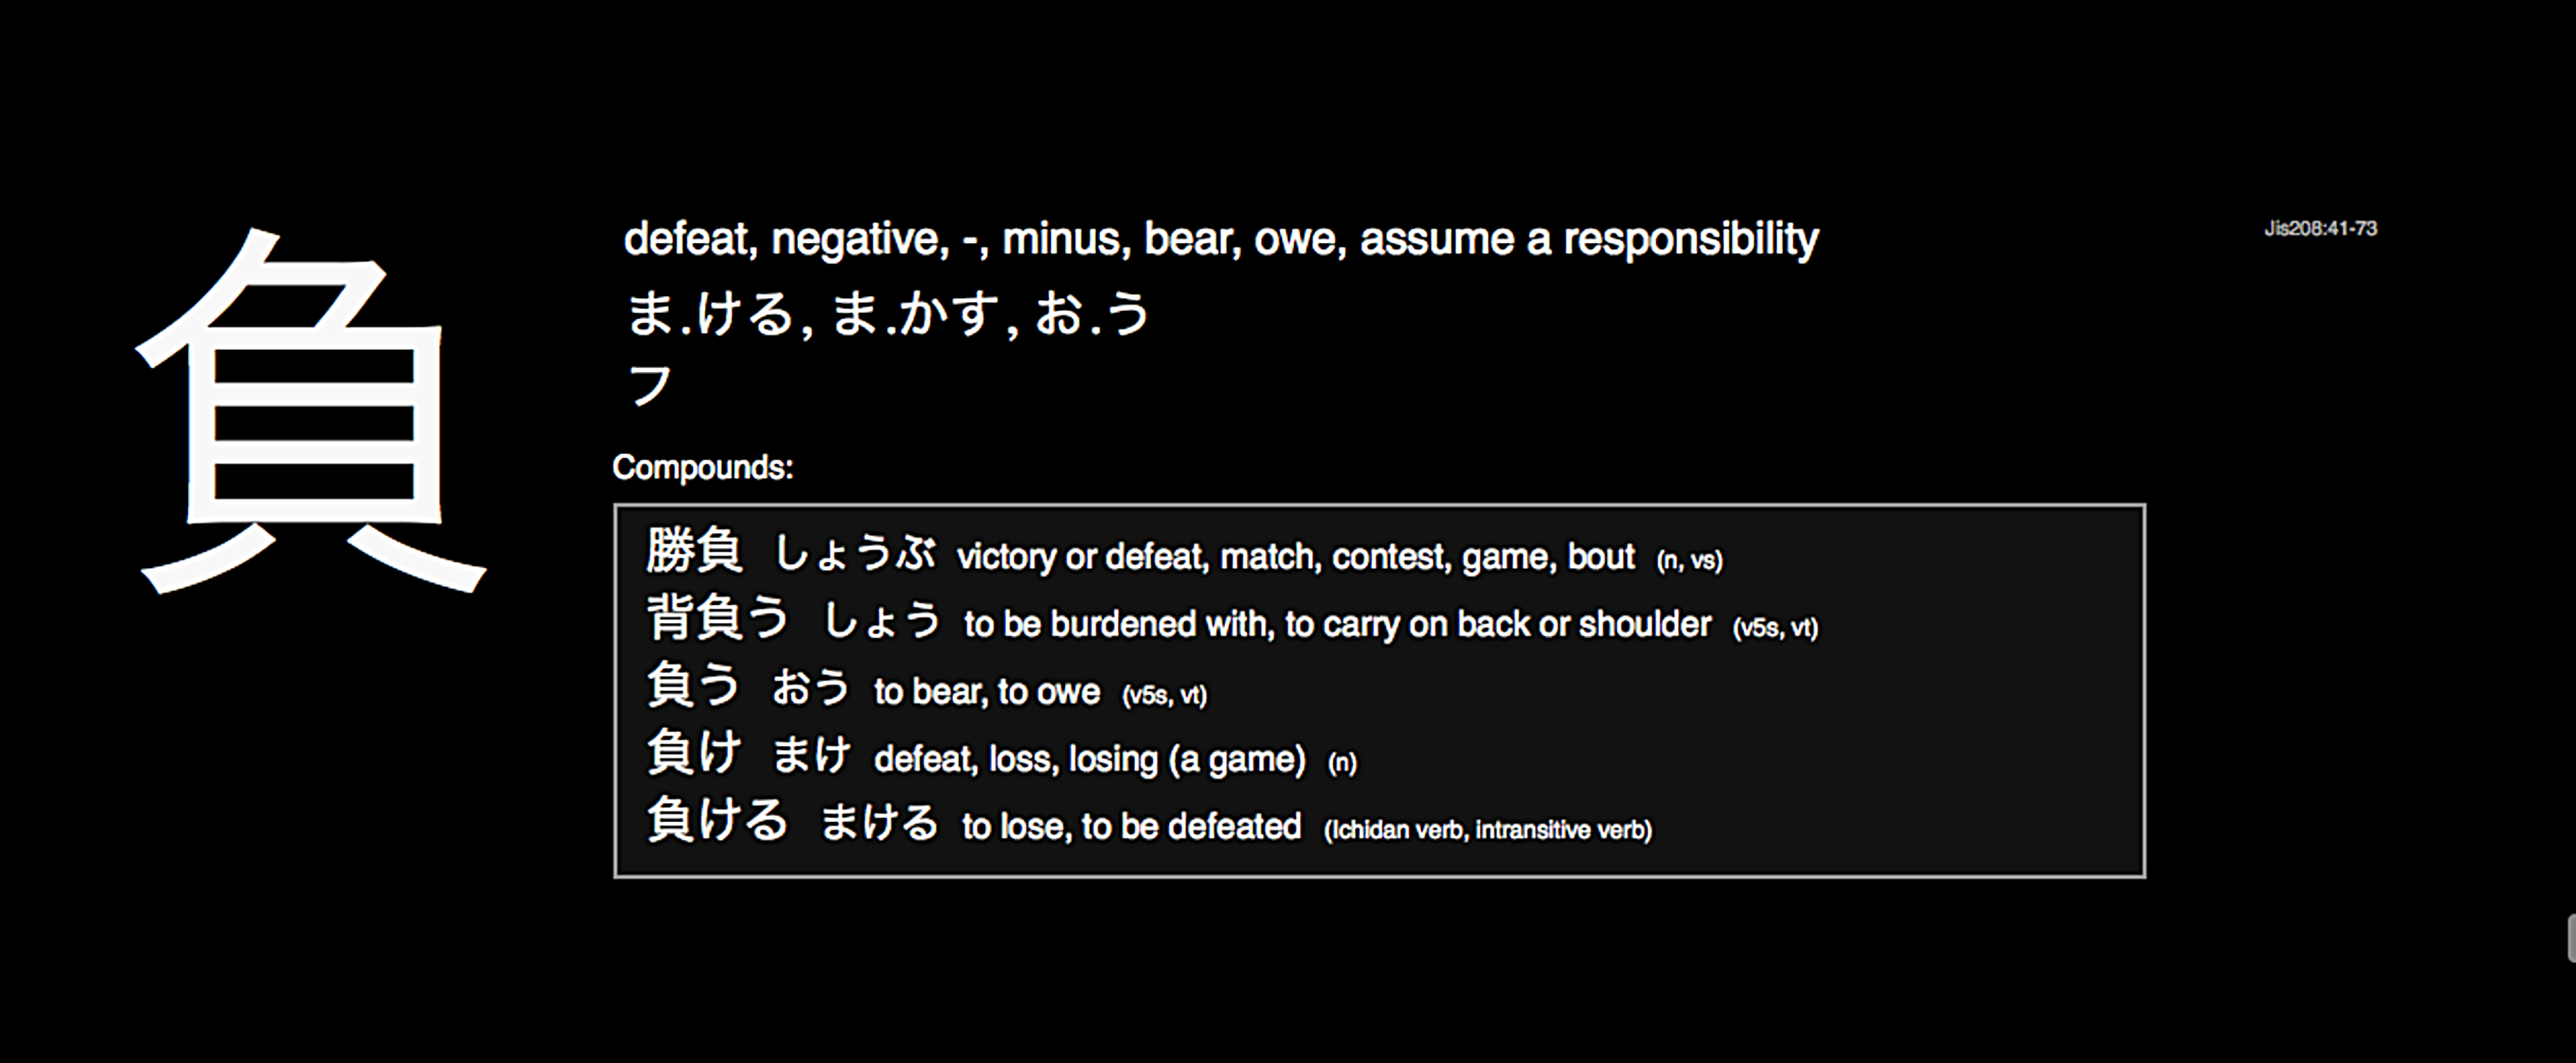 負
defeat, negative, -, minus, bear, owe, assume a responsibility
Jis208:41-73
ま.ける, ま.かす, お.う
フ
Compounds:
勝負 しょうぶ victory or defeat, match, contest, game, bout (n, vs)
背負う しょう to be burdened with, to carry on back or shoulder (v5s, vt)
負う おう to bear, to owe (v5s, vt)
負け まけ defeat, loss, losing (a game) (n)
負ける まける to lose, to be defeated (Ichidan verb, intransitive verb)